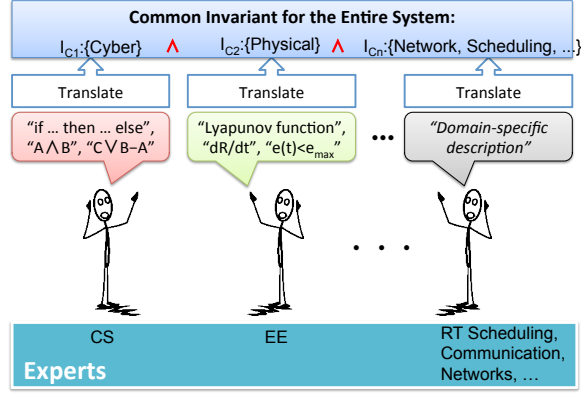 Common Invariant for the Entire System:
I_C1:{Cyber} ∧ I_C2:{Physical} ∧ I_Cn:{Network, Scheduling, ...}
Translate Translate Translate
“if … then … else”, “Lyapunov function”, ••• “Domain-specific
“A∧B”, “C∨B–A” “dR/dt”, “e(t)<e_max” description”
. . .
CS EE RT Scheduling,
Communication,
Experts Networks, …